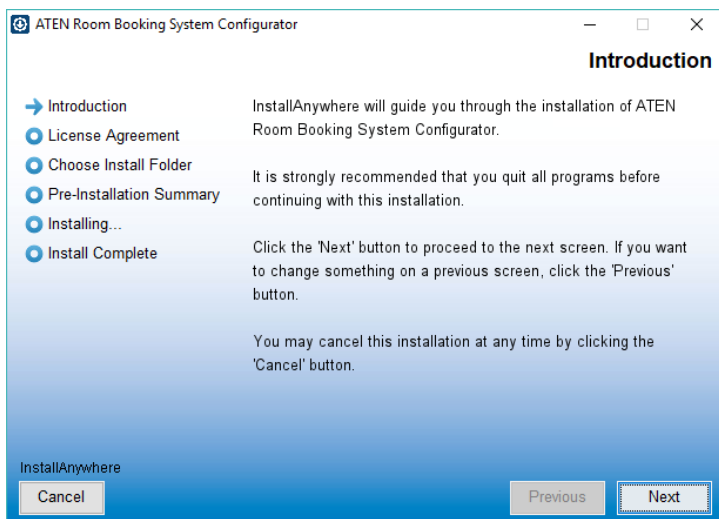 ATEN Room Booking System Configurator
Introduction
Introduction
License Agreement
Choose Install Folder
Pre-Installation Summary
Installing...
Install Complete
InstallAnywhere will guide you through the installation of ATEN
Room Booking System Configurator.
It is strongly recommended that you quit all programs before
continuing with this installation.
Click the 'Next' button to proceed to the next screen. If you want
to change something on a previous screen, click the 'Previous'
button.
You may cancel this installation at any time by clicking the
'Cancel' button.
InstallAnywhere
Cancel
Previous
Next